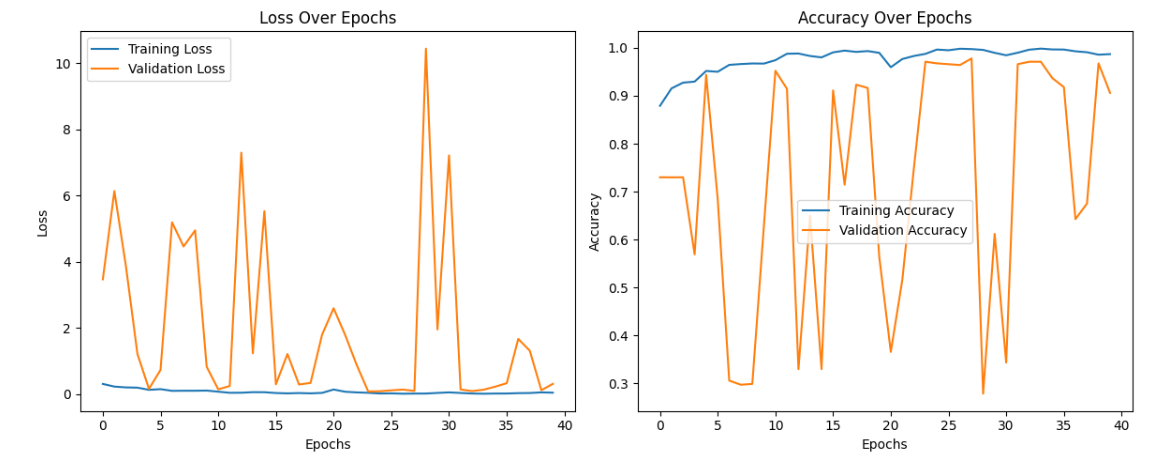 Loss Over Epochs
Training Loss
Validation Loss
10
8
6
4
2
0
Loss
0 5 10 15 20 25 30 35 40
Epochs
Accuracy Over Epochs
1.0
0.9
0.8
0.7
0.6
0.5
0.4
0.3
Accuracy
Training Accuracy
Validation Accuracy
0 5 10 15 20 25 30 35 40
Epochs